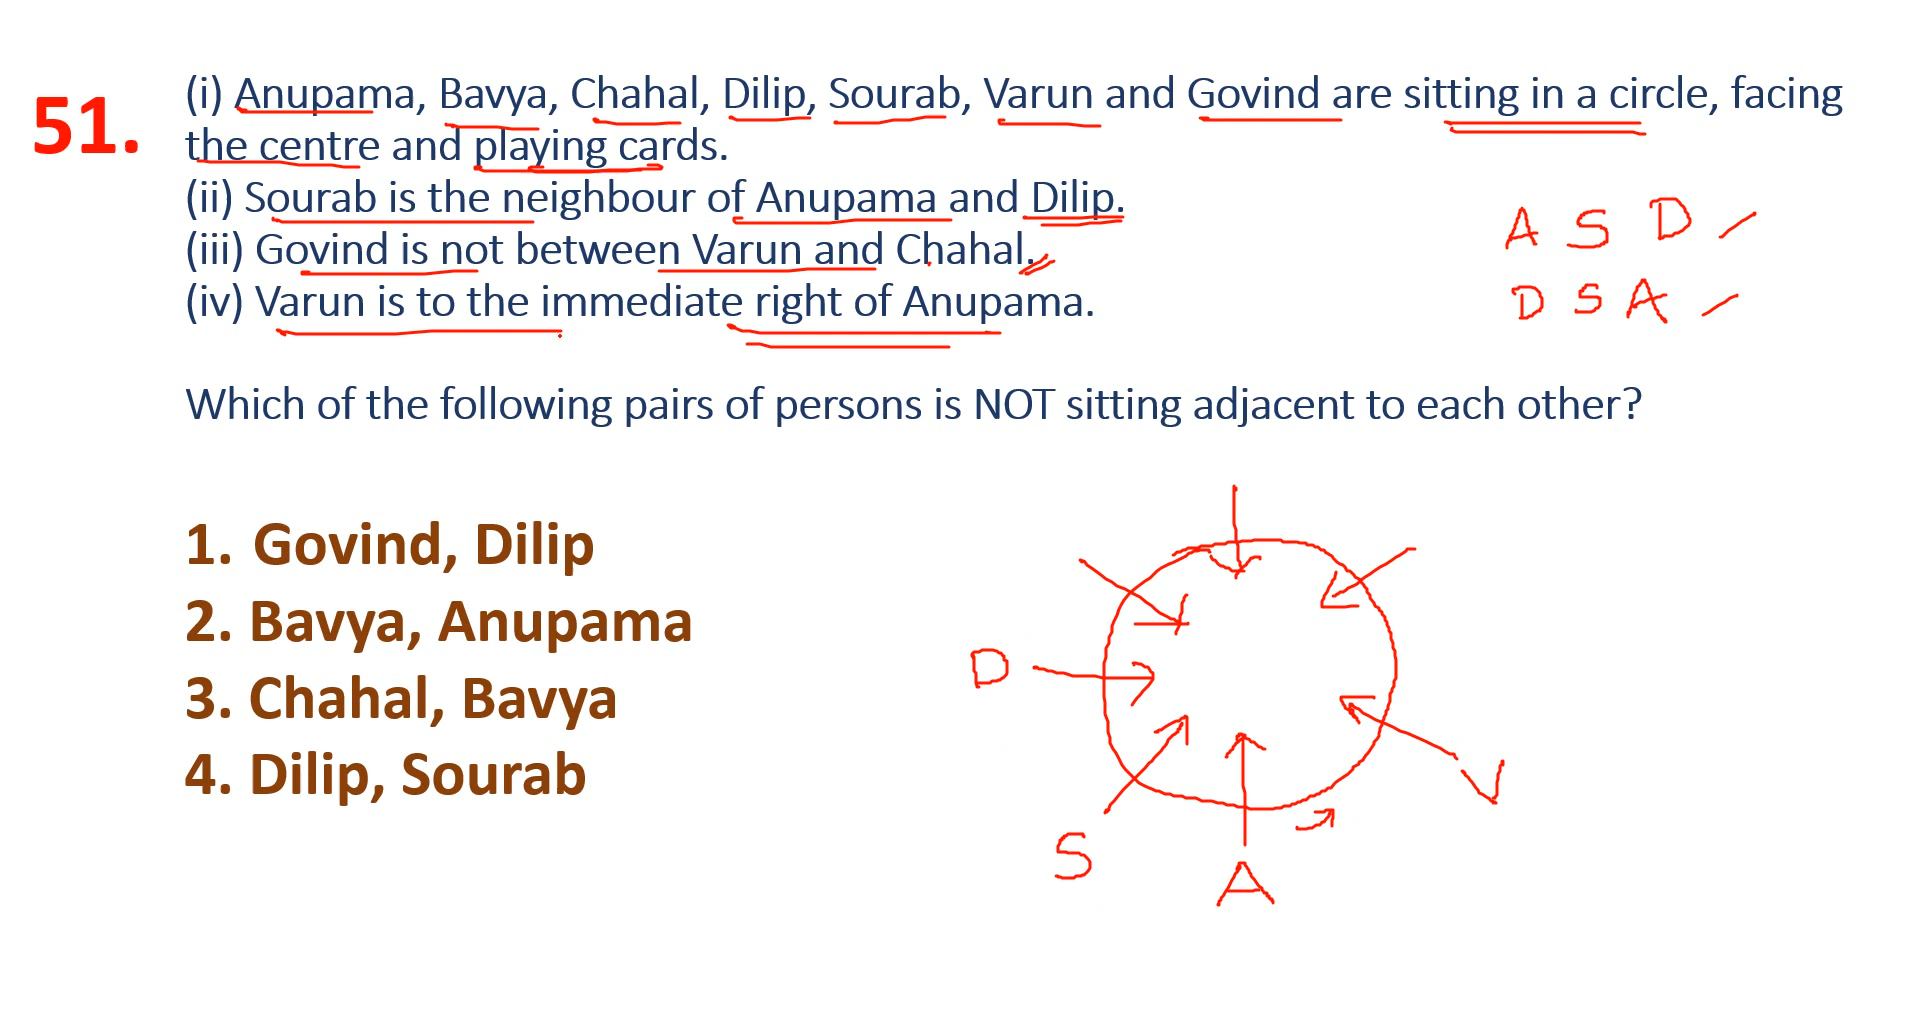 51.
(i) Anupama, Bavya, Chahal, Dilip, Sourab, Varun and Govind are sitting in a circle, facing
the centre and playing cards.
(ii) Sourab is the neighbour of Anupama and Dilip.
(iii) Govind is not between Varun and Chahal.
(iv) Varun is to the immediate right of Anupama.
A S D
D S A
Which of the following pairs of persons is NOT sitting adjacent to each other?
1. Govind, Dilip
2. Bavya, Anupama
3. Chahal, Bavya
4. Dilip, Sourab
D
V
S
A